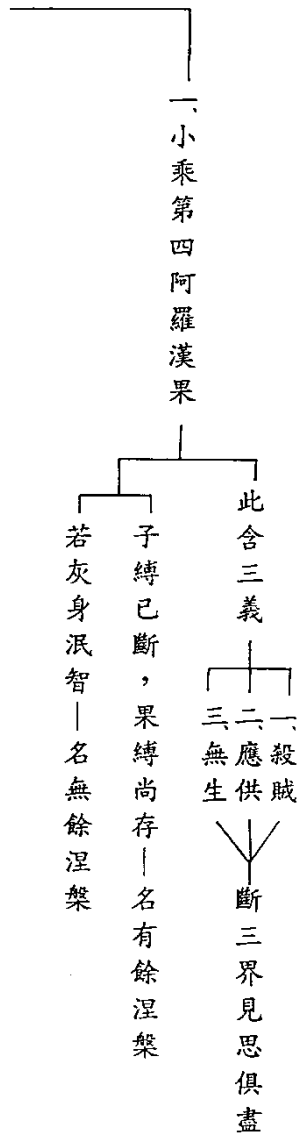 一、小乘第四阿羅漢果
此含三義
一、殺賊
二、應供
三、無生
斷三界見思俱盡
子縛已斷，果縛尚存—名有餘涅槃
若灰身泯智—名無餘涅槃